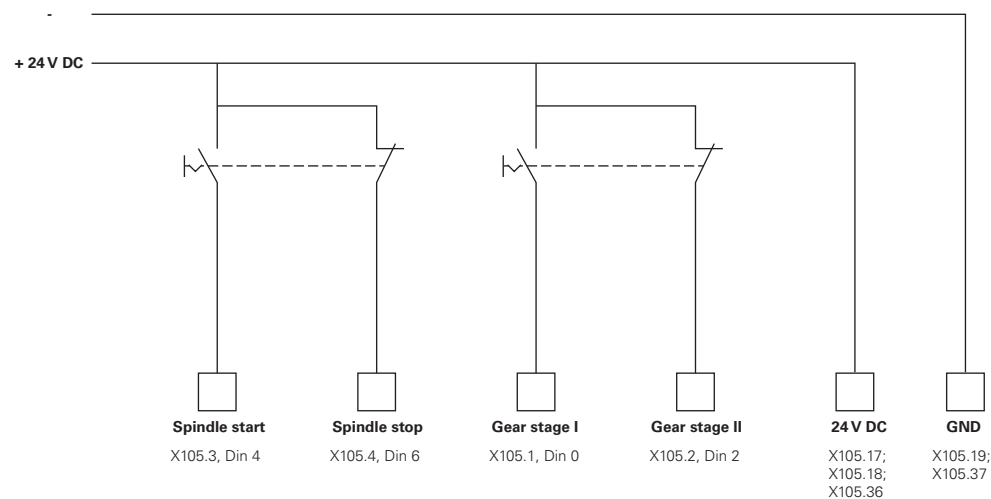 -
+ 24 V DC
Spindle start
Spindle stop
Gear stage I
Gear stage II
24 V DC
GND
X105.3, Din 4
X105.4, Din 6
X105.1, Din 0
X105.2, Din 2
X105.17;
X105.18;
X105.36
X105.19;
X105.37